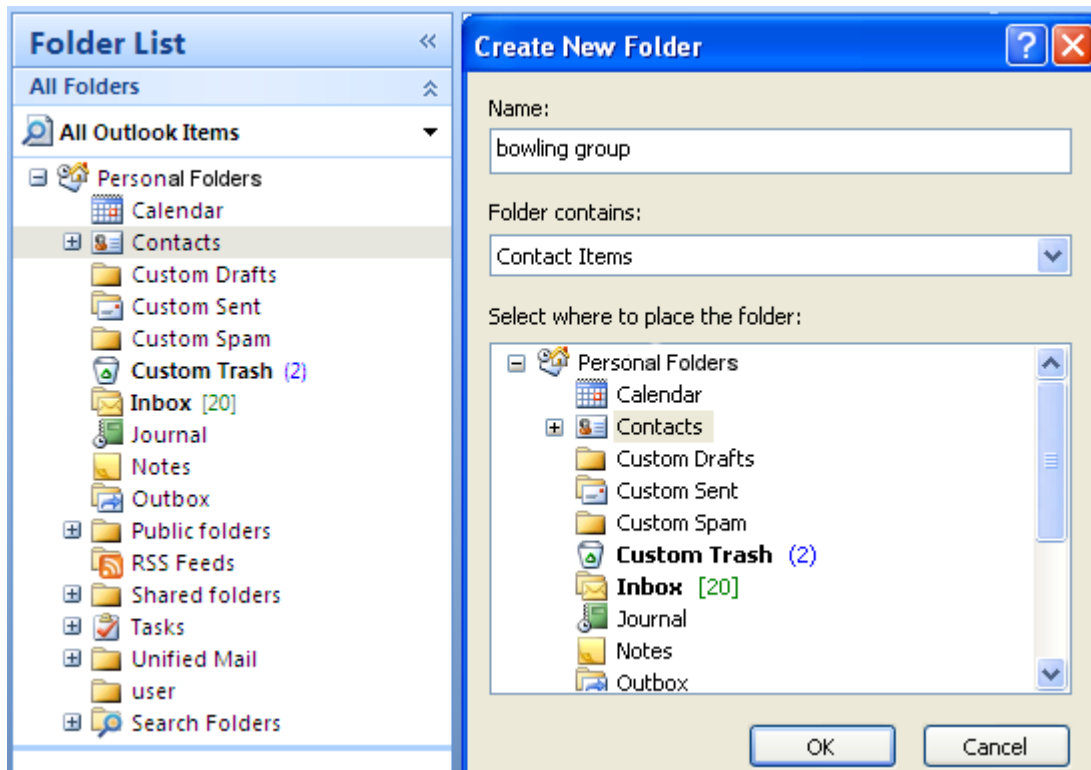 Folder List
All Folders
All Outlook Items
Personal Folders
Calendar
Contacts
Custom Drafts
Custom Sent
Custom Spam
Custom Trash (2)
Inbox [20]
Journal
Notes
Outbox
Public folders
RSS Feeds
Shared folders
Tasks
Unified Mail
user
Search Folders
Create New Folder
Name:
bowling group
Folder contains:
Contact Items
Select where to place the folder:
Personal Folders
Calendar
Contacts
Custom Drafts
Custom Sent
Custom Spam
Custom Trash (2)
Inbox [20]
Journal
Notes
Outbox
OK Cancel